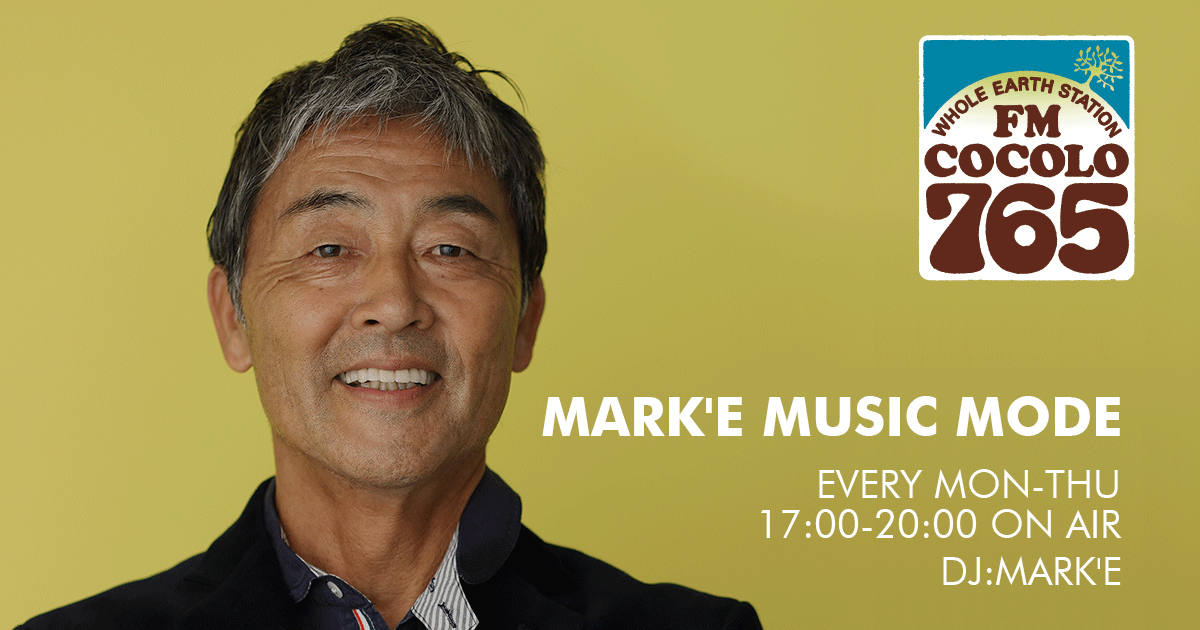 WHOLE EARTH STATION
FM
COCOLO
765
MARK'E MUSIC MODE
EVERY MON-THU
17:00-20:00 ON AIR
DJ:MARK'E